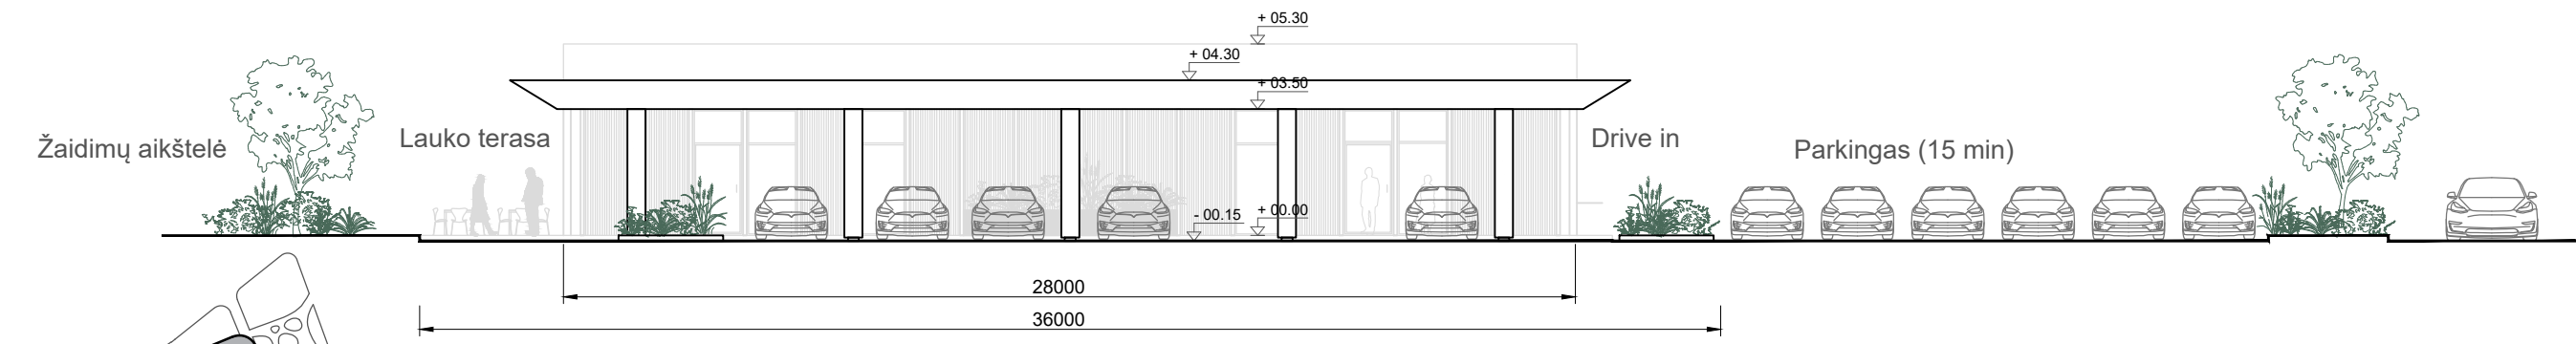 + 05.30
+ 04.30
+ 03.50
Žaidimų aikštelė
Lauko terasa
Drive in
Parkingas (15 min)
- 00.15
+ 00.00
28000
36000